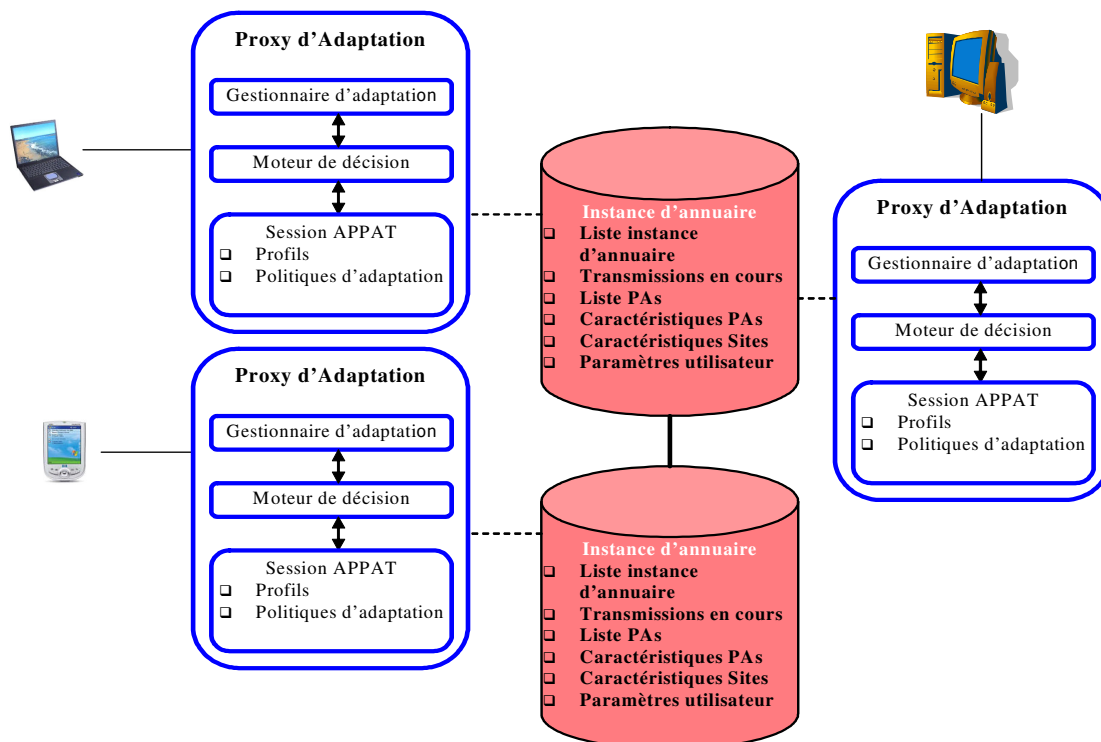 Proxy d'Adaptation
Gestionnaire d'adaptation
Moteur de décision
Session APPAT
❑ Profils
❑ Politiques d'adaptation
Proxy d'Adaptation
Gestionnaire d'adaptation
Moteur de décision
Session APPAT
❑ Profils
❑ Politiques d'adaptation
Instance d'annuaire
❑ Liste instance
d'annuaire
❑ Transmissions en cours
❑ Liste PAs
❑ Caractéristiques PAs
❑ Caractéristiques Sites
❑ Paramètres utilisateur
Instance d'annuaire
❑ Liste instance
d'annuaire
❑ Transmissions en cours
❑ Liste PAs
❑ Caractéristiques PAs
❑ Caractéristiques Sites
❑ Paramètres utilisateur
Proxy d'Adaptation
Gestionnaire d'adaptation
Moteur de décision
Session APPAT
❑ Profils
❑ Politiques d'adaptation